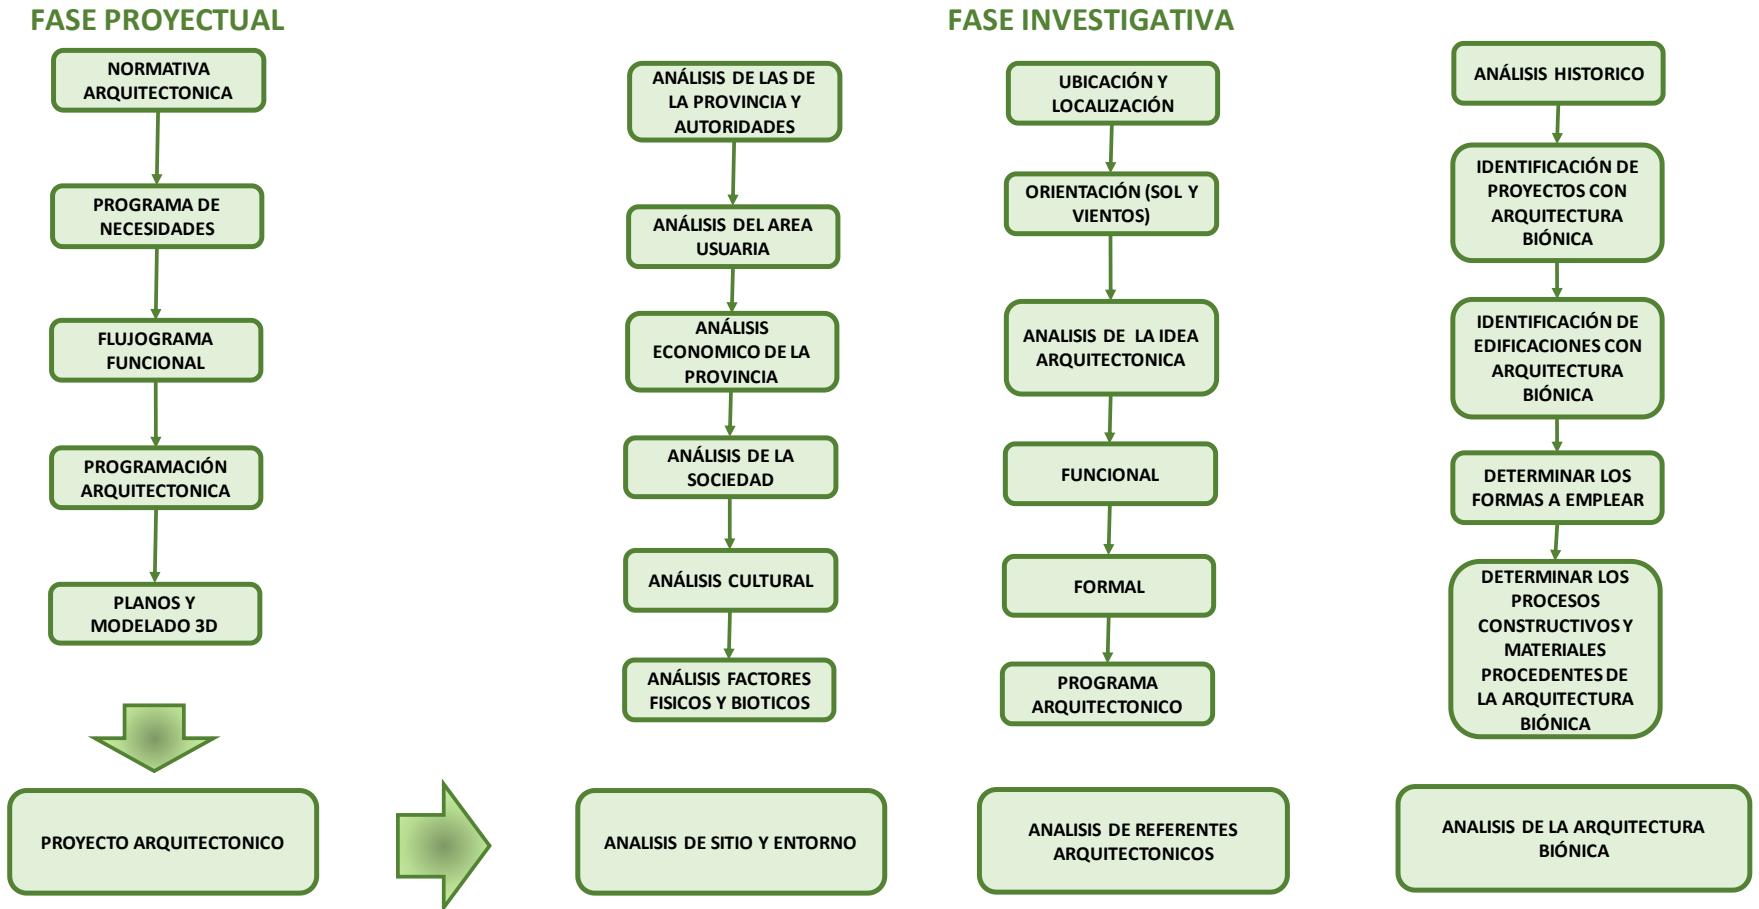 FASE PROYECTUAL
NORMATIVA
ARQUITECTONICA
PROGRAMA DE
NECESIDADES
FLUJOGRAMA
FUNCIONAL
PROGRAMACIÓN
ARQUITECTONICA
PLANOS Y
MODELADO 3D
PROYECTO ARQUITECTONICO
FASE INVESTIGATIVA
ANÁLISIS DE LAS DE
LA PROVINCIA Y
AUTORIDADES
ANÁLISIS DEL AREA
USUARIA
ANÁLISIS
ECONOMICO DE LA
PROVINCIA
ANÁLISIS DE LA
SOCIEDAD
ANÁLISIS CULTURAL
ANÁLISIS FACTORES
FISICOS Y BIOTICOS
ANALISIS DE SITIO Y ENTORNO
UBICACIÓN Y
LOCALIZACIÓN
ORIENTACIÓN (SOL Y
VIENTOS)
ANALISIS DE LA IDEA
ARQUITECTONICA
FUNCIONAL
FORMAL
PROGRAMA
ARQUITECTONICO
ANALISIS DE REFERENTES
ARQUITECTONICOS
ANÁLISIS HISTORICO
IDENTIFICACIÓN DE
PROYECTOS CON
ARQUITECTURA
BIÓNICA
IDENTIFICACIÓN DE
EDIFICACIONES CON
ARQUITECTURA
BIÓNICA
DETERMINAR LOS
FORMAS A EMPLEAR
DETERMINAR LOS
PROCESOS
CONSTRUCTIVOS Y
MATERIALES
PROCEDENTES DE
LA ARQUITECTURA
BIÓNICA
ANALISIS DE LA ARQUITECTURA
BIÓNICA